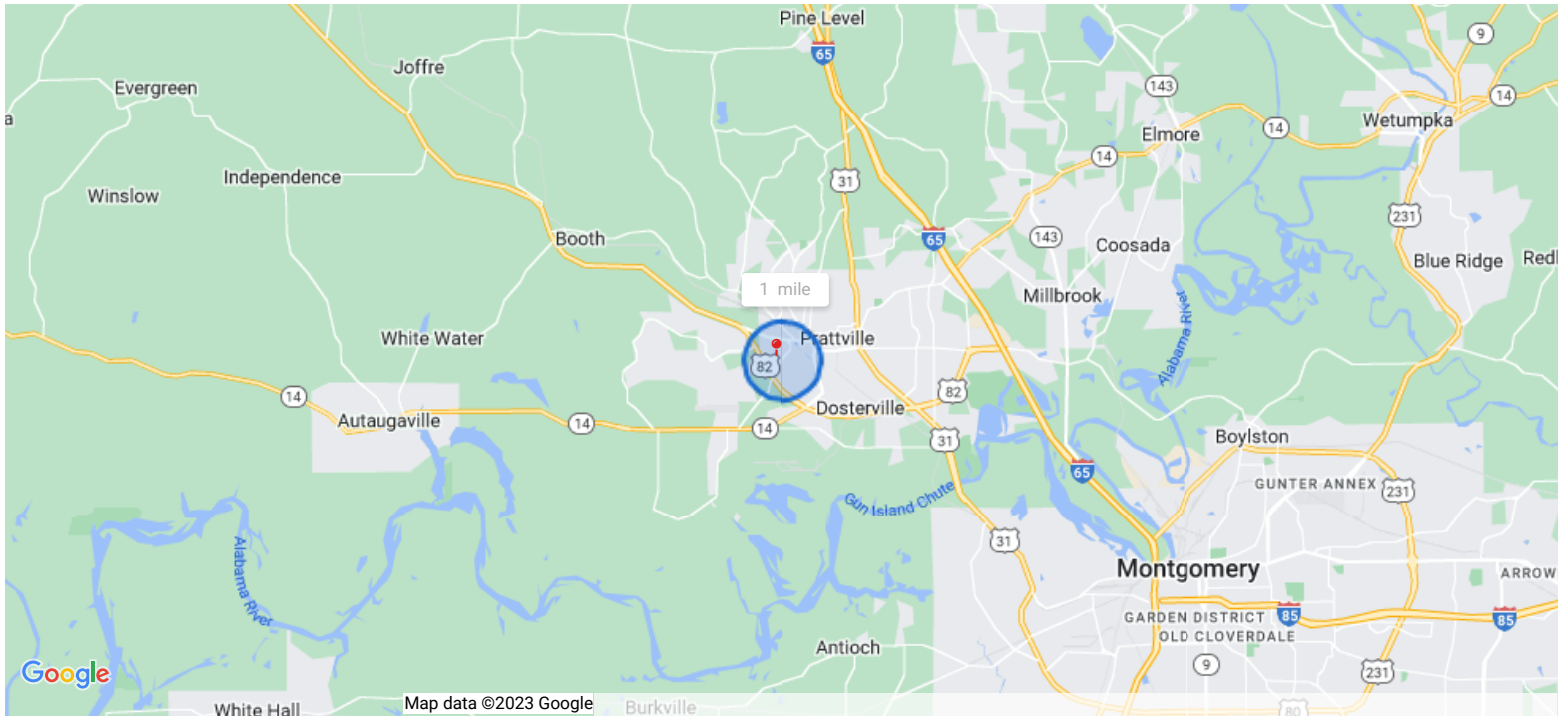 Pine Level
9
65
Joffre
143
Evergreen
14
a
Wetumpka
14
Elmore
14
31
Independence
Winslow
231
65
143
Booth
Coosada
Blue Ridge
Redl
1 mile
Millbrook
Alabama River
White Water
Prattville
82
82
14
Dosterville
Autaugaville
14
14
31
Boylston
65
GUNTER ANNEX
231
Gun Island Chute
31
Alabama River
Montgomery
ARROW
GARDEN DISTRICT
85
85
OLD CLOVERDALE
Antioch
9
231
Google
Map data ©2023 Google
Burkville
White Hall
80